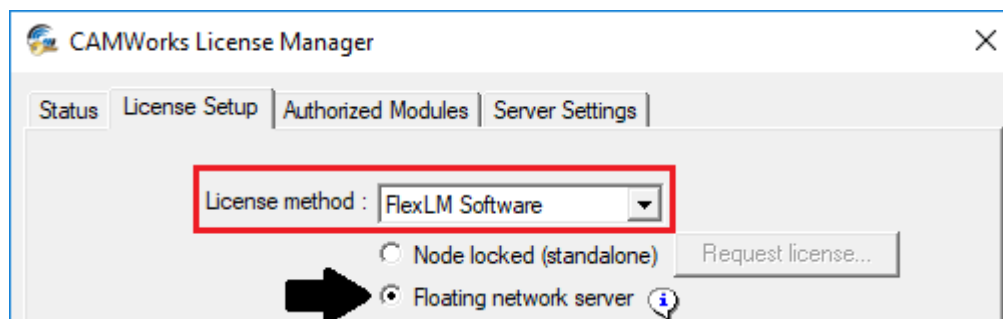 CAMWorks License Manager
Status License Setup Authorized Modules Server Settings
License method : FlexLM Software
Node locked (standalone) Request license...
Floating network server